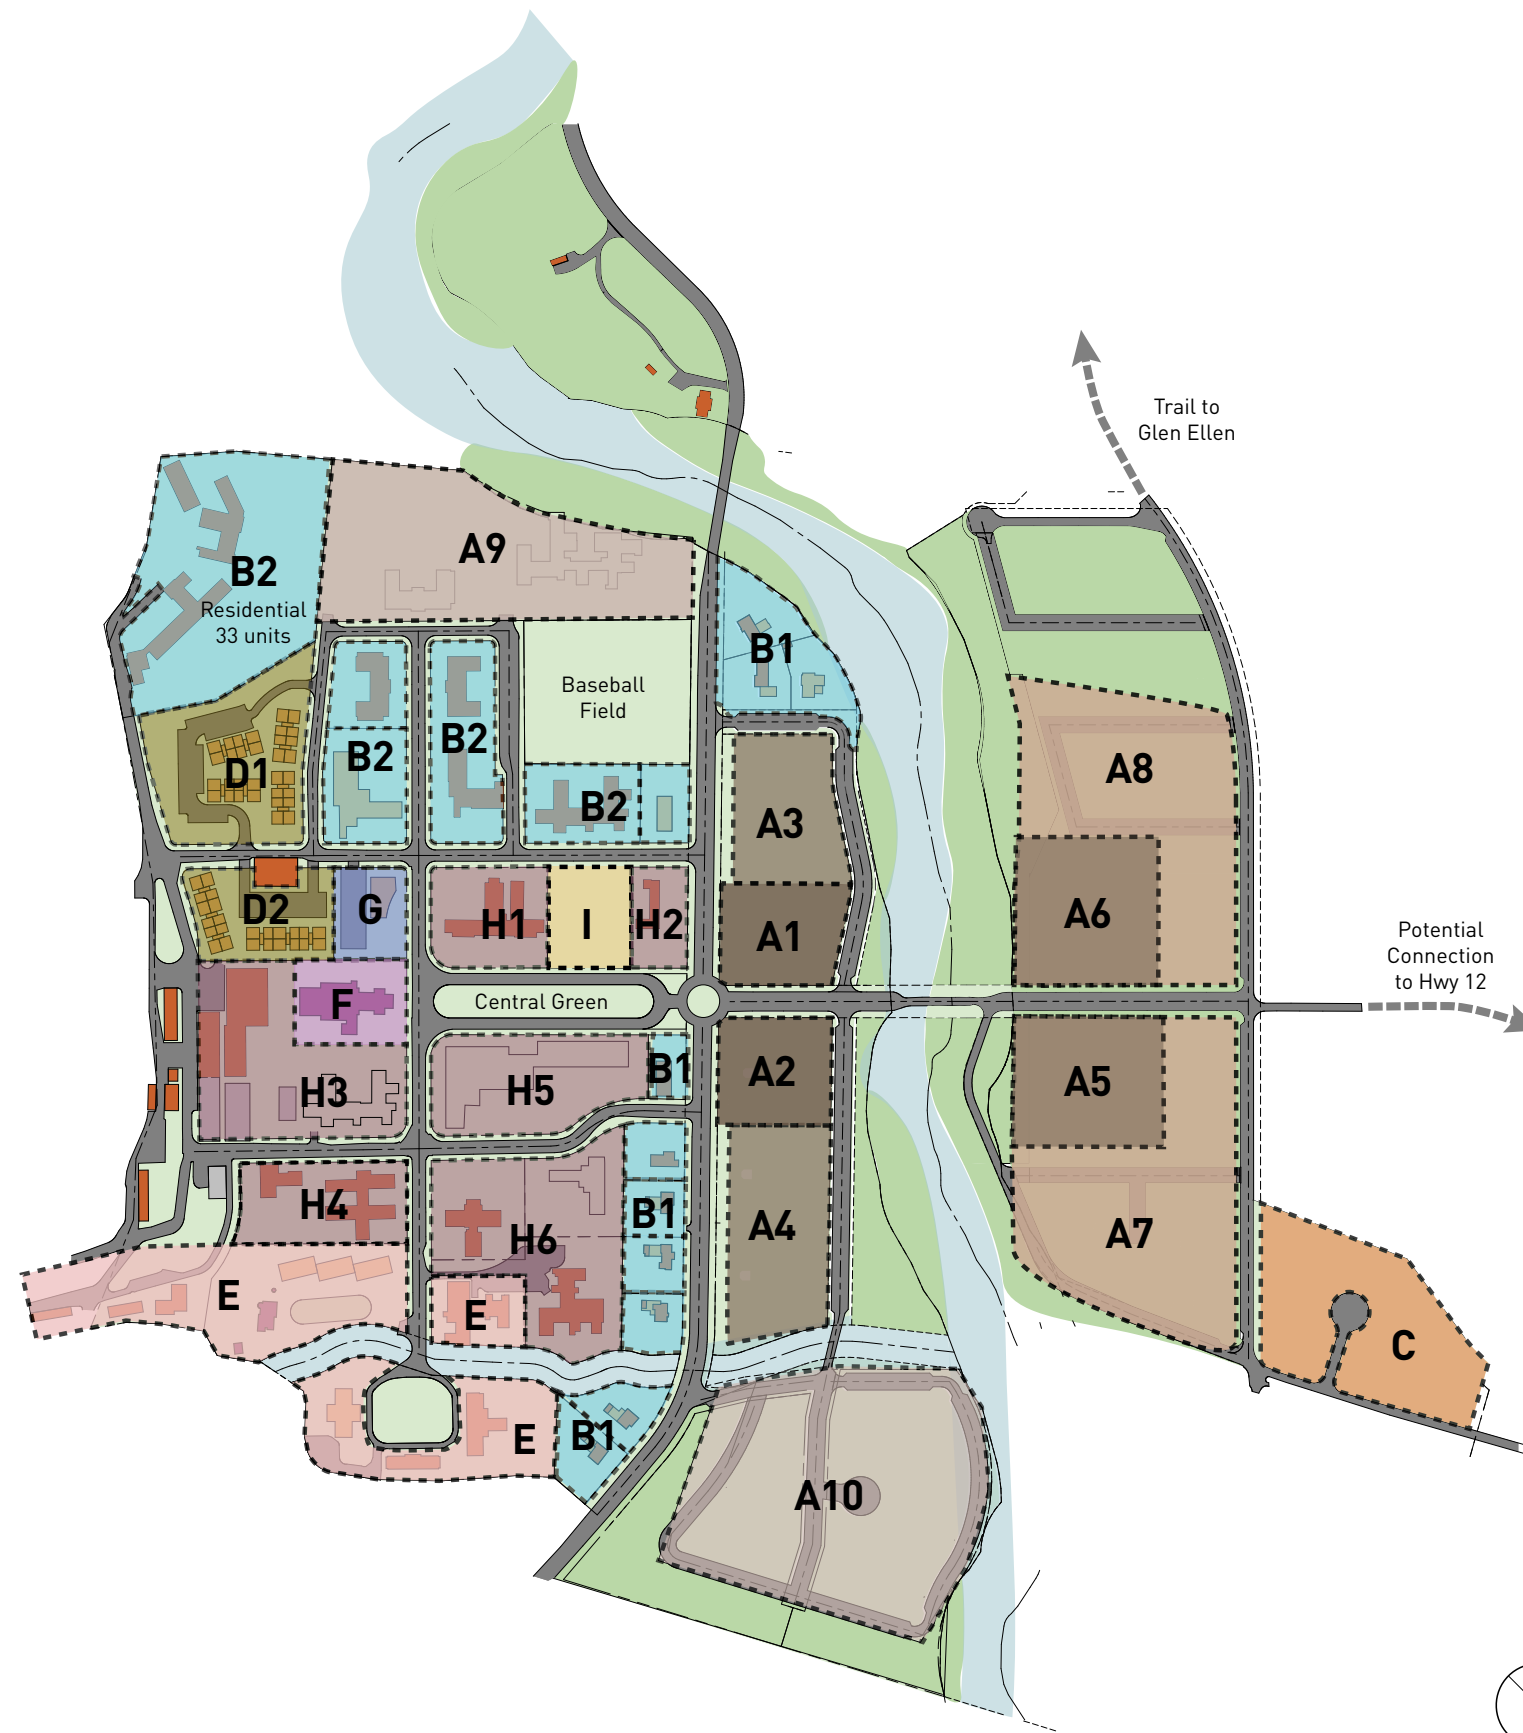 Trail to
Glen Ellen
A9
B2
Residential
33 units
B1
Baseball
Field
B2
B2
D1
A8
B2
A3
D2
G
H1
I
H2
A1
A6
Potential
Connection
to Hwy 12
F
Central Green
H3
H5
B1
A2
A5
H4
H6
B1
A4
A7
E
E
C
E
B1
A10